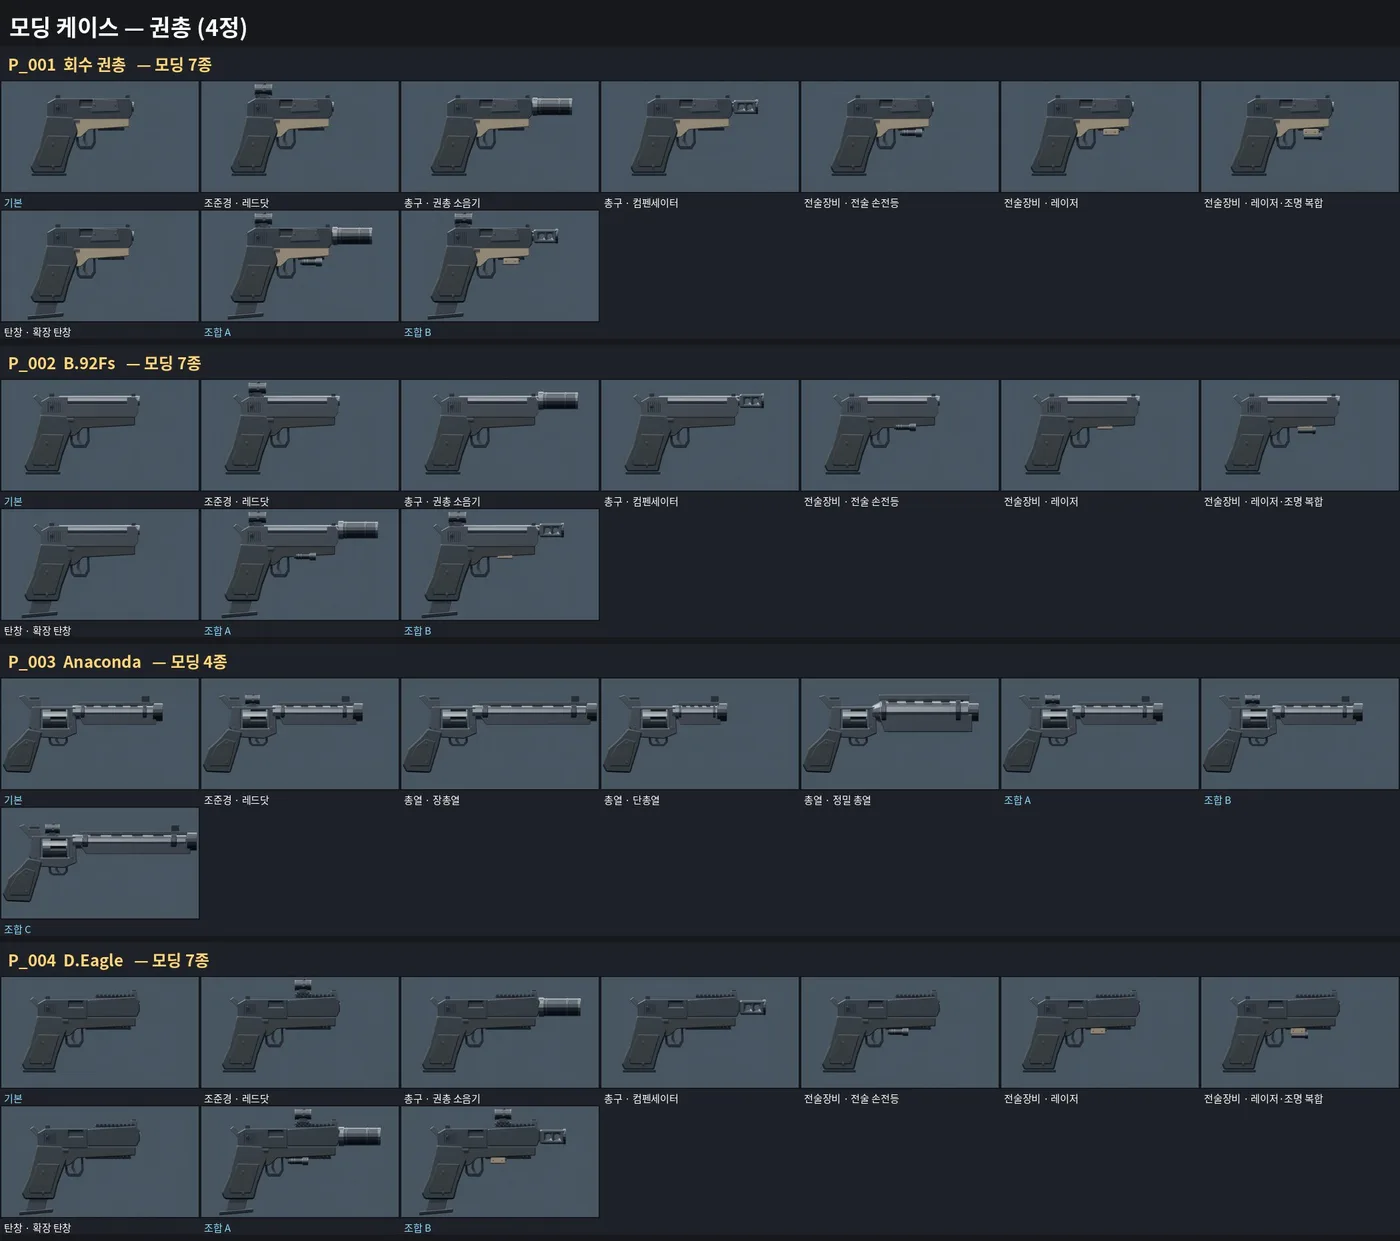 모딩 케이스 — 권총 (4정)
P_001 회수 권총 — 모딩 7종
기본
조준경 · 레드닷
총구 · 권총 소음기
총구 · 컴펜세이터
전술장비 · 전술 손전등
전술장비 · 레이저
전술장비 · 레이저·조명 복합
탄창 · 확장 탄창
조합 A
조합 B
P_002 B.92Fs — 모딩 7종
기본
조준경 · 레드닷
총구 · 권총 소음기
총구 · 컴펜세이터
전술장비 · 전술 손전등
전술장비 · 레이저
전술장비 · 레이저·조명 복합
탄창 · 확장 탄창
조합 A
조합 B
P_003 Anaconda — 모딩 4종
기본
조준경 · 레드닷
총열 · 장총열
총열 · 단총열
총열 · 정밀 총열
조합 A
조합 B
조합 C
P_004 D.Eagle — 모딩 7종
기본
조준경 · 레드닷
총구 · 권총 소음기
총구 · 컴펜세이터
전술장비 · 전술 손전등
전술장비 · 레이저
전술장비 · 레이저·조명 복합
탄창 · 확장 탄창
조합 A
조합 B